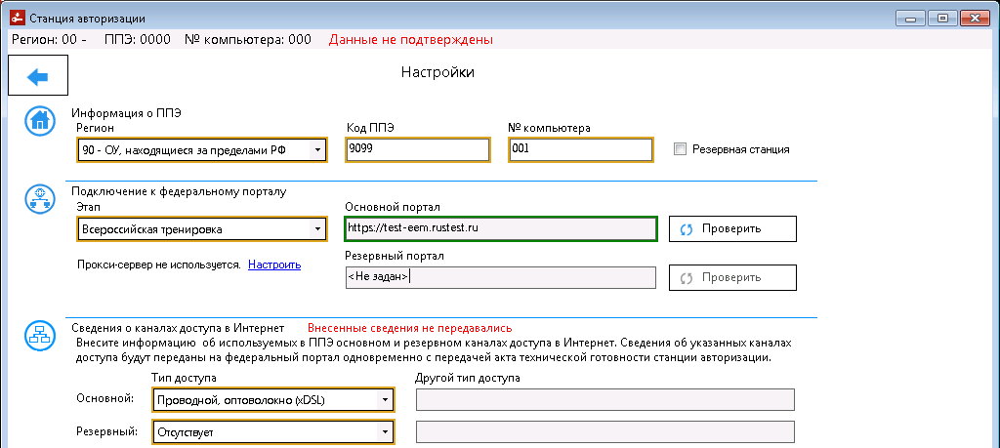 Станция авторизации
Регион: 00 - ППЭ: 0000 № компьютера: 000 Данные не подтверждены
Настройки
Информация о ППЭ
Регион Код ППЭ № компьютера
90 - ОУ, находящиеся за пределами РФ 9099 001 Резервная станция
Подключение к федеральному порталу
Этап Основной портал
Всероссийская тренировка https://test-eem.rustest.ru Проверить
Резервный портал
Прокси-сервер не используется. Настроить
<Не задан> Проверить
Сведения о каналах доступа в Интернет Внесенные сведения не передавались
Внесите информацию об используемых в ППЭ основном и резервном каналах доступа в Интернет. Сведения об указанных каналах
доступа будут переданы на федеральный портал одновременно с передачей акта технической готовности станции авторизации.
Тип доступа Другой тип доступа
Основной: Проводной, оптоволокно (xDSL)
Резервный: Отсутствует